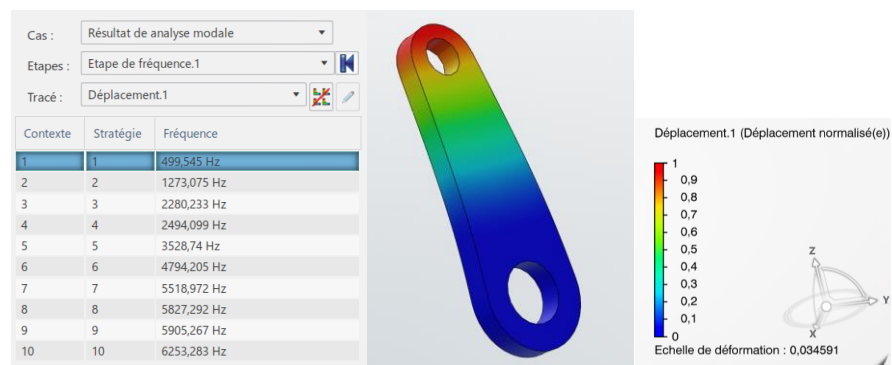 Cas : Résultat de analyse modale
Etapes : Etape de fréquence.1
Tracé : Déplacement.1
Contexte Stratégie Fréquence
1 1 499,545 Hz
2 2 1273,075 Hz
3 3 2280,233 Hz
4 4 2494,099 Hz
5 5 3528,74 Hz
6 6 4794,205 Hz
7 7 5518,972 Hz
8 8 5827,292 Hz
9 9 5905,267 Hz
10 10 6253,283 Hz
Déplacement.1 (Déplacement normalisé(e))
1
0,9
0,8
0,7
0,6
0,5
0,4
0,3
0,2
0,1
0
Z
Y
X
Echelle de déformation : 0,034591